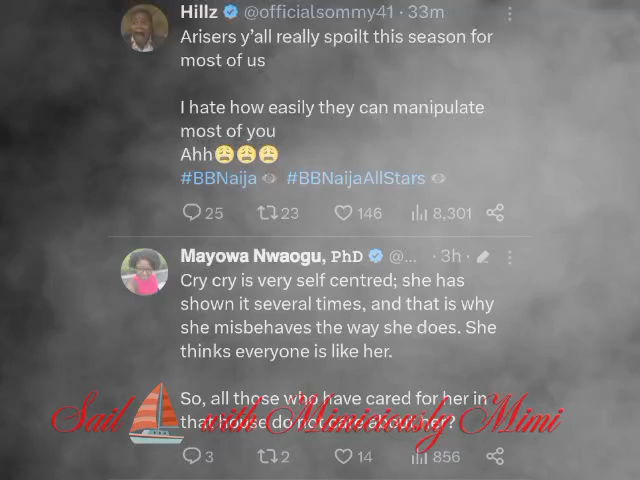 Hillz @officialsommy41 · 33m
Arisers y'all really spoilt this season for
most of us
I hate how easily they can manipulate
most of you
Ahh😩😩😩
#BBNaija #BBNaijaAllStars
25 23 146 8,301
Mayowa Nwaogu, PhD @... · 3h ·
Cry cry is very self centred; she has
shown it several times, and that is why
she misbehaves the way she does. She
thinks everyone is like her.
So, all those who have cared for her in
that house do not care about her?
Sail with Mimiciously Mimi
3 2 14 856